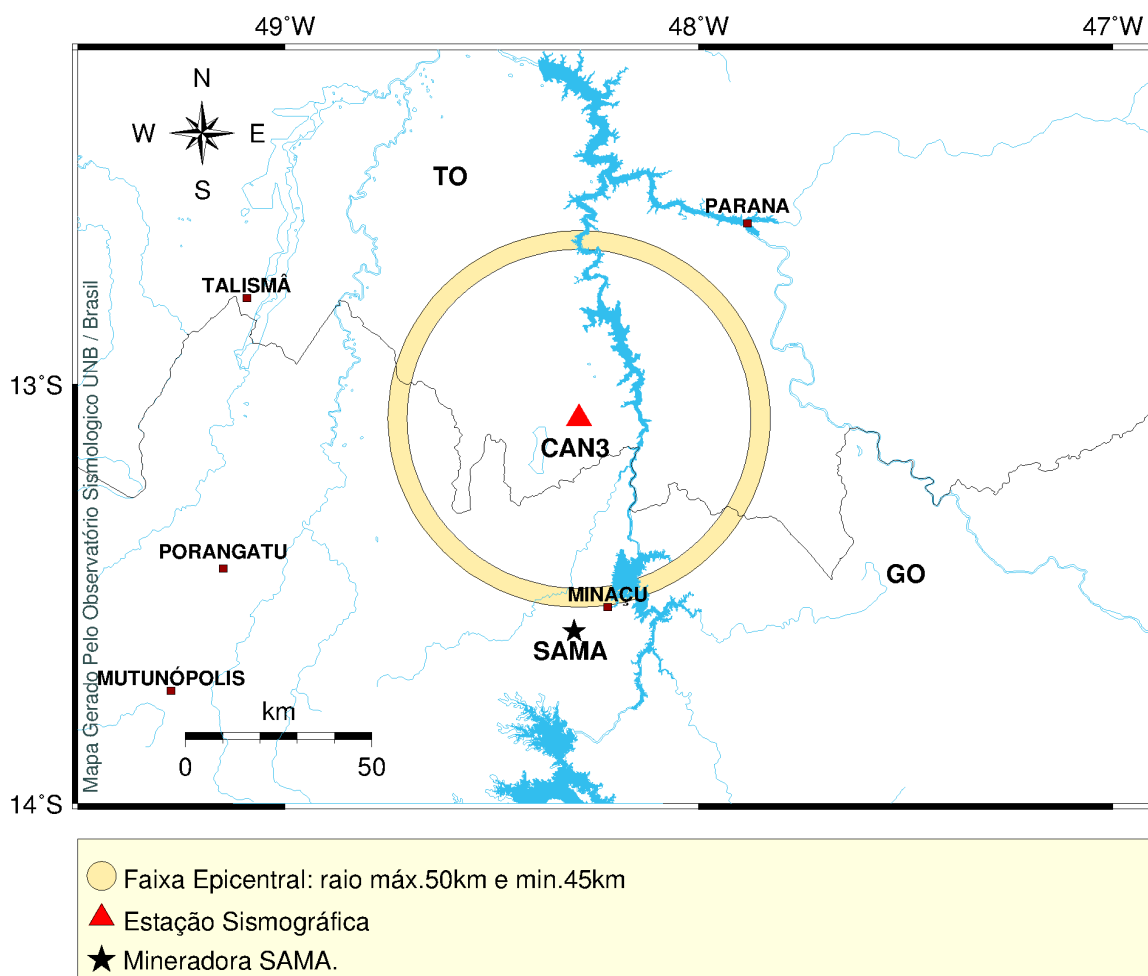 49˚W
48˚W
47˚W
N
W
E
S
TO
PARANA
TALISMÂ
13˚S
CAN3
PORANGATU
GO
MINAÇU
SAMA
MUTUNÓPOLIS
km
0
50
14˚S
Mapa Gerado Pelo Observatório Sismologico UNB / Brasil
Faixa Epicentral: raio máx.50km e min.45km
Estação Sismográfica
Mineradora SAMA.